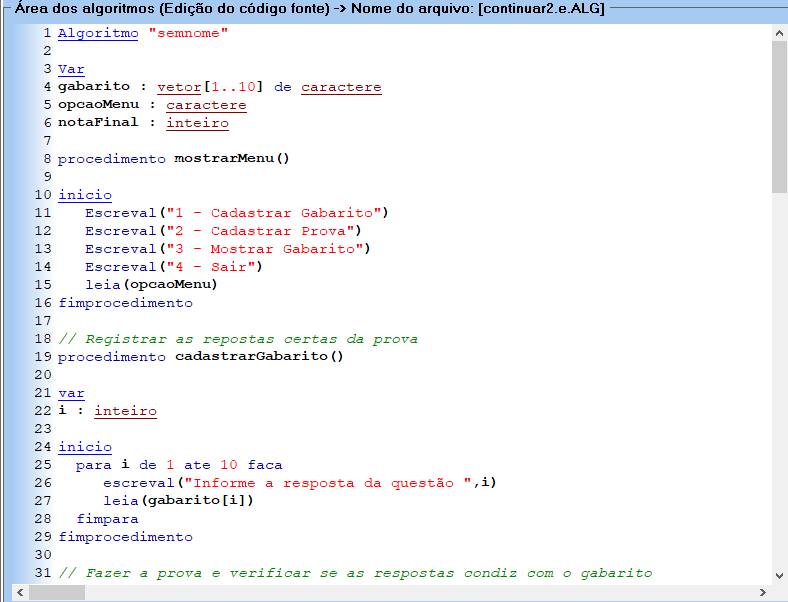 Área dos algoritmos (Edição do código fonte) -> Nome do arquivo: [continuar2.e.ALG]
1 Algoritmo "semnome"
2
3 Var
4 gabarito : vetor[1..10] de caractere
5 opcaoMenu : caractere
6 notaFinal : inteiro
7
8 procedimento mostrarMenu()
9
10 inicio
11    Escreval("1 - Cadastrar Gabarito")
12    Escreval("2 - Cadastrar Prova")
13    Escreval("3 - Mostrar Gabarito")
14    Escreval("4 - Sair")
15    leia(opcaoMenu)
16 fimprocedimento
17
18 // Registrar as repostas certas da prova
19 procedimento cadastrarGabarito()
20
21 var
22 i : inteiro
23
24 inicio
25   para i de 1 ate 10 faca
26      escreval("Informe a resposta da questão ",i)
27      leia(gabarito[i])
28   fimpara
29 fimprocedimento
30
31 // Fazer a prova e verificar se as respostas condiz com o gabarito